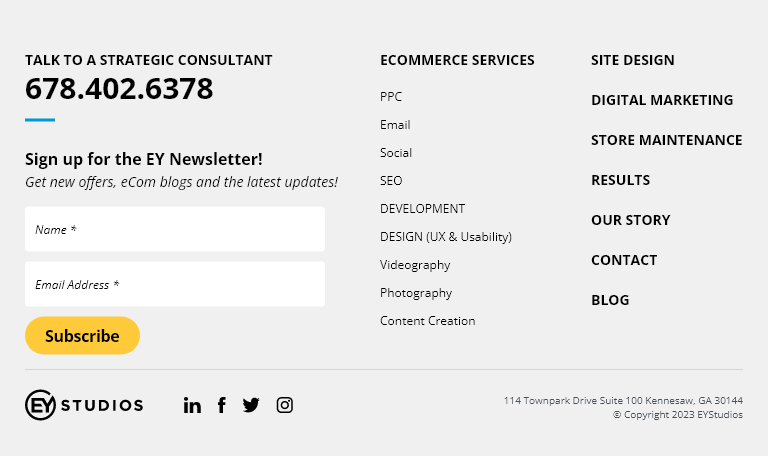 TALK TO A STRATEGIC CONSULTANT
678.402.6378
Sign up for the EY Newsletter!
Get new offers, eCom blogs and the latest updates!
Name *
Email Address *
Subscribe
ECOMMERCE SERVICES
PPC
Email
Social
SEO
DEVELOPMENT
DESIGN (UX & Usability)
Videography
Photography
Content Creation
SITE DESIGN
DIGITAL MARKETING
STORE MAINTENANCE
RESULTS
OUR STORY
CONTACT
BLOG
EY STUDIOS
in f
114 Townpark Drive Suite 100 Kennesaw, GA 30144
© Copyright 2023 EYStudios